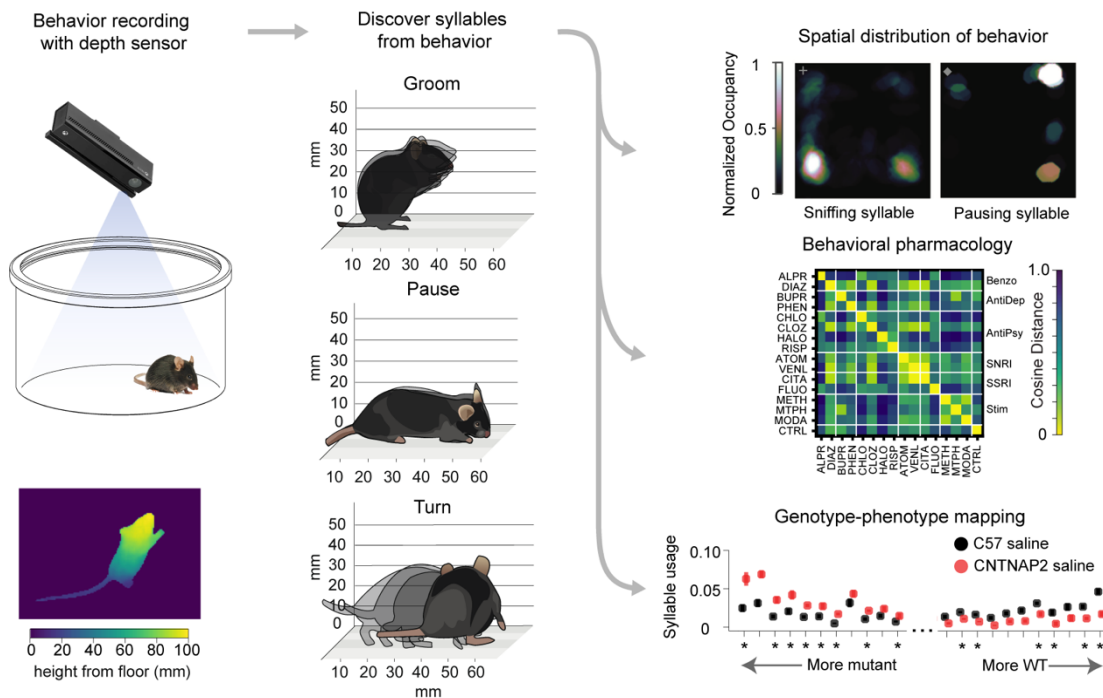 Behavior recording
with depth sensor
0 20 40 60 80 100
height from floor (mm)
Discover syllables
from behavior
Groom
50
40
30
20
10
0
mm
10 20 30 40 50 60
Pause
50
40
30
20
10
0
mm
10 20 30 40 50 60
Turn
50
40
30
20
10
0
mm
10 20 30 40 50 60
mm
Spatial distribution of behavior
Normalized Occupancy
1
0.5
0
Sniffing syllable
Pausing syllable
Behavioral pharmacology
ALPR
DIAZ
BUPR
PHEN
CHLO
CLOZ
HALO
RISP
ATOM
VENL
CITA
FLUO
METH
MTPH
MODA
CTRL
ALPR DIAZ BUPR PHEN CHLO CLOZ HALO RISP ATOM VENL CITA FLUO METH MTPH MODA CTRL
Benzo
AntiDep
AntiPsy
SNRI
SSRI
Stim
1.0
0
Cosine Distance
Genotype-phenotype mapping
C57 saline
CNTNAP2 saline
Syllable usage
0.10
0.05
0
...
* * * * * * * * * * * * * *
More mutant
More WT